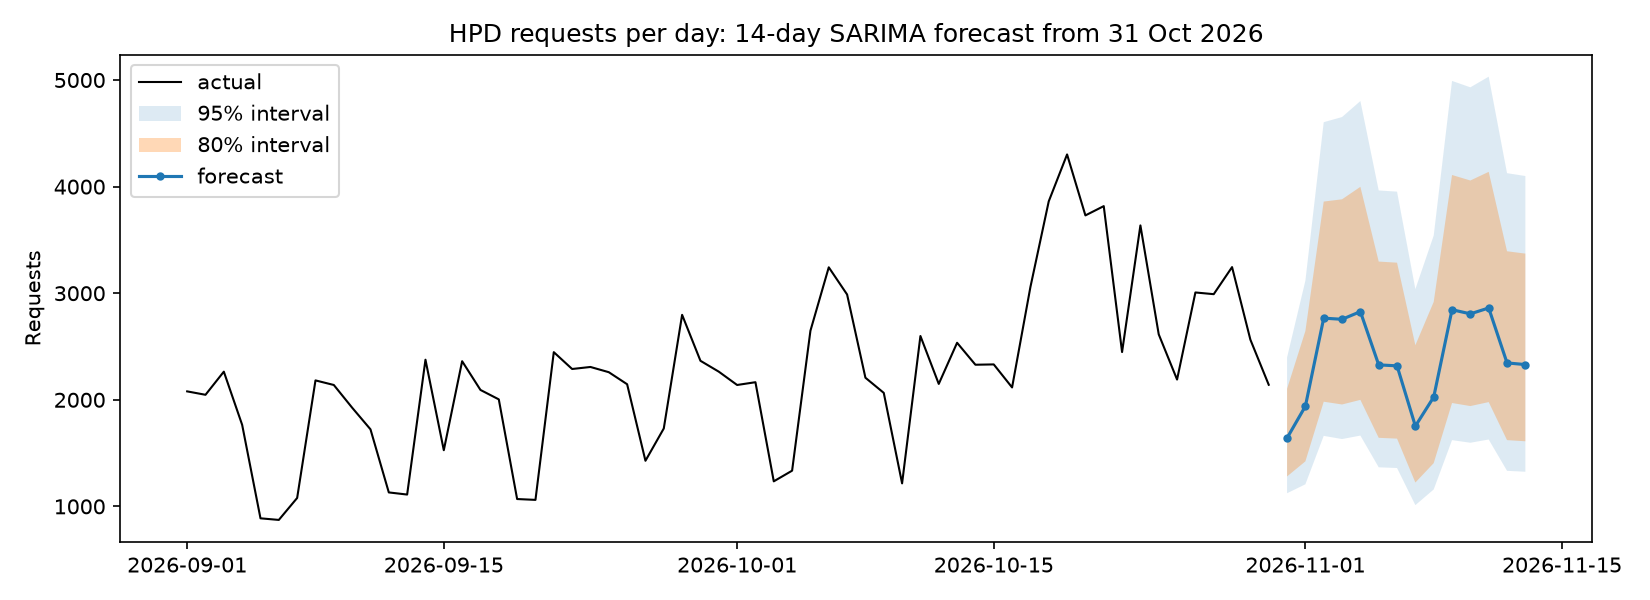 HPD requests per day: 14-day SARIMA forecast from 31 Oct 2026
actual
95% interval
80% interval
forecast
Requests
5000
4000
3000
2000
1000
2026-09-01
2026-09-15
2026-10-01
2026-10-15
2026-11-01
2026-11-15